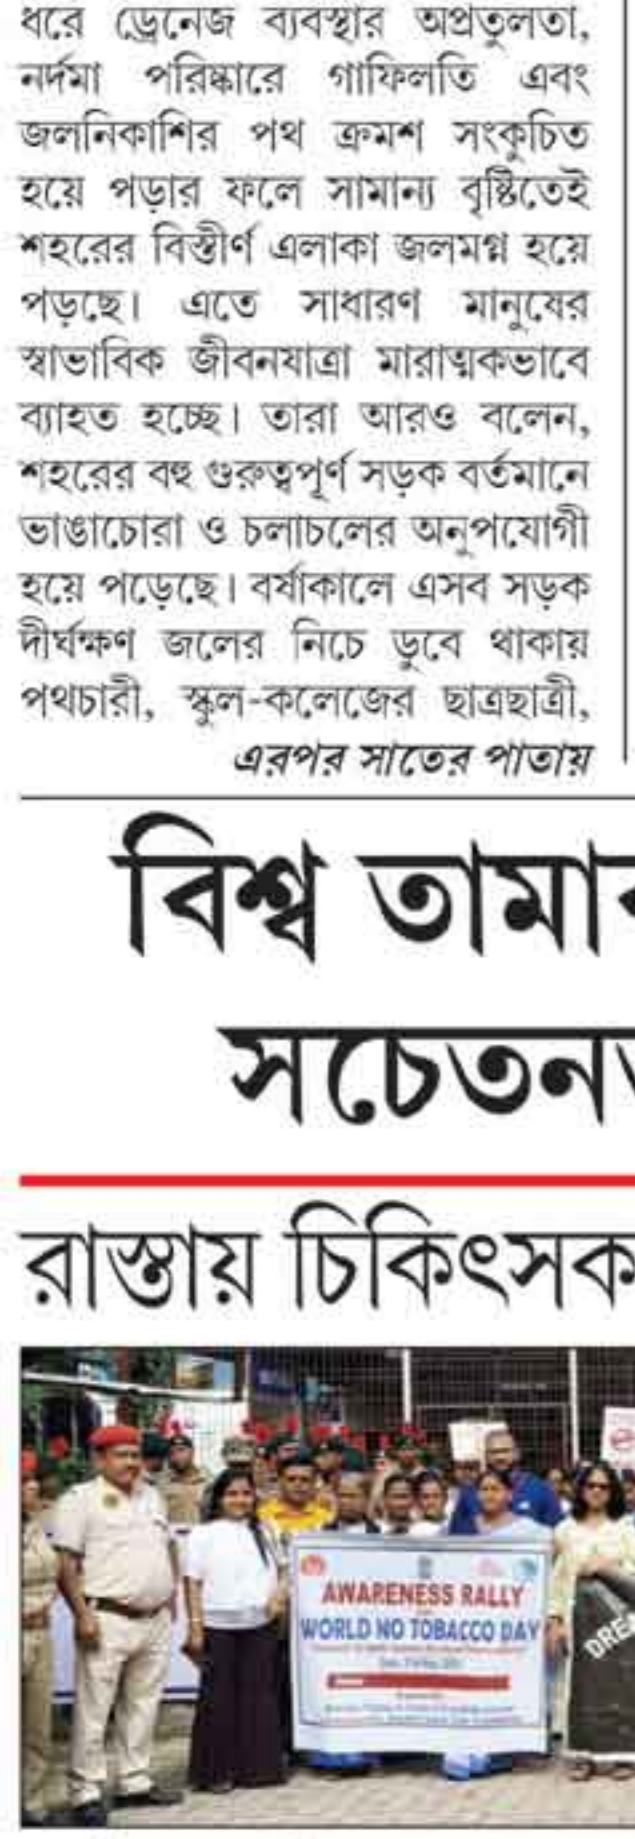 ধরে ড্রেনেজ ব্যবস্থার অপ্রতুলতা,
নর্দমা পরিষ্কারে গাফিলতি এবং
জলনিকাশির পথ ক্রমশ সংকুচিত
হয়ে পড়ার ফলে সামান্য বৃষ্টিতেই
শহরের বিস্তীর্ণ এলাকা জলমগ্ন হয়ে
পড়ছে। এতে সাধারণ মানুষের
স্বাভাবিক জীবনযাত্রা মারাত্মকভাবে
ব্যাহত হচ্ছে। তারা আরও বলেন,
শহরের বহু গুরুত্বপূর্ণ সড়ক বর্তমানে
ভাঙাচোরা ও চলাচলের অনুপযোগী
হয়ে পড়েছে। বর্ষাকালে এসব সড়ক
দীর্ঘক্ষণ জলের নিচে ডুবে থাকায়
পথচারী, স্কুল-কলেজের ছাত্রছাত্রী,
এরপর সাতের পাতায়
বিশ্ব
রাস্তায় চিকিৎসক
AWARENESS RALLY
WORLD NO TOBACCO DAY